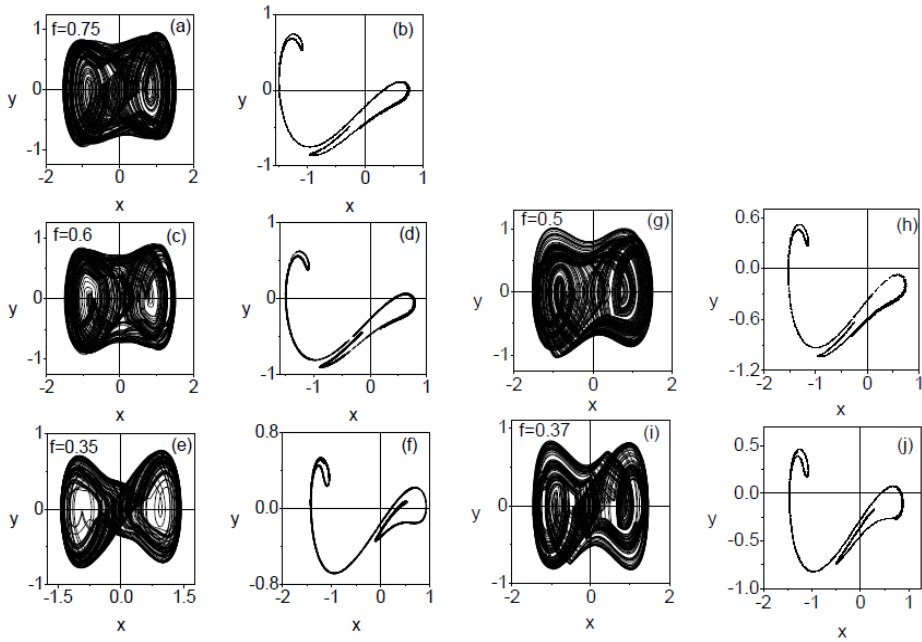 f=0.75 (a)
1
y 0
-1
-2 0 2
x
(b)
1
y 0
-1
-1 0 1
x
f=0.6 (c)
1
y 0
-1
-2 0 2
x
(d)
1
y 0
-1
-1 0 1
x
f=0.5 (g)
1
y 0
-1
-2 0 2
x
(h)
0.6
0.0
y
-0.6
-1.2
-2 -1 0 1
x
f=0.35 (e)
1
y 0
-1
-1.5 0.0 1.5
x
(f)
0.8
y 0.0
-0.8
-2 -1 0 1
x
f=0.37 (i)
1
y 0
-1
-2 0 2
x
(j)
0.5
0.0
y
-0.5
-1.0
-2 -1 0 1
x